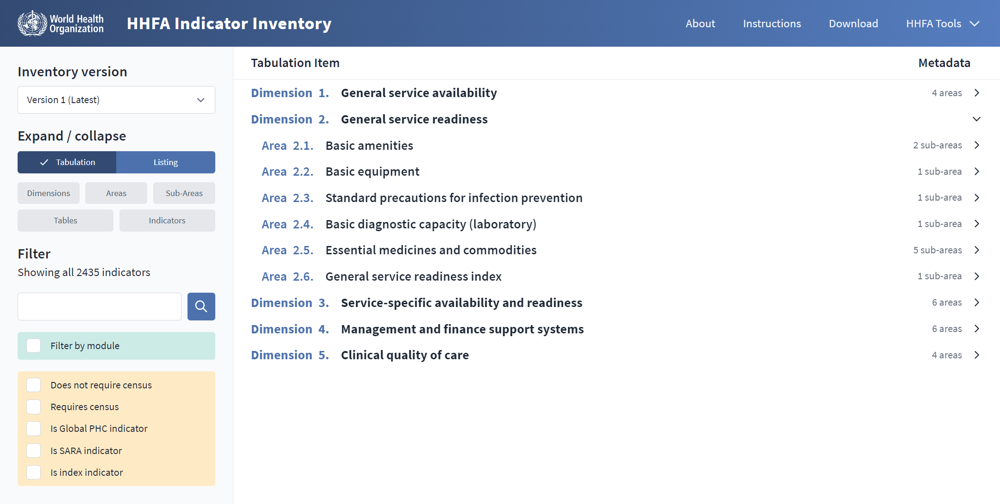 World Health
Organization
HHFA Indicator Inventory
About
Instructions
Download
HHFA Tools
Inventory version
Version 1 (Latest)
Expand / collapse
Tabulation
Listing
Dimensions
Areas
Sub-Areas
Tables
Indicators
Filter
Showing all 2435 indicators
Filter by module
Does not require census
Requires census
Is Global PHC indicator
Is SARA indicator
Is index indicator
Tabulation Item Metadata
Dimension 1. General service availability 4 areas
Dimension 2. General service readiness
Area 2.1. Basic amenities 2 sub-areas
Area 2.2. Basic equipment 1 sub-area
Area 2.3. Standard precautions for infection prevention 1 sub-area
Area 2.4. Basic diagnostic capacity (laboratory) 1 sub-area
Area 2.5. Essential medicines and commodities 5 sub-areas
Area 2.6. General service readiness index 1 sub-area
Dimension 3. Service-specific availability and readiness 6 areas
Dimension 4. Management and finance support systems 6 areas
Dimension 5. Clinical quality of care 4 areas